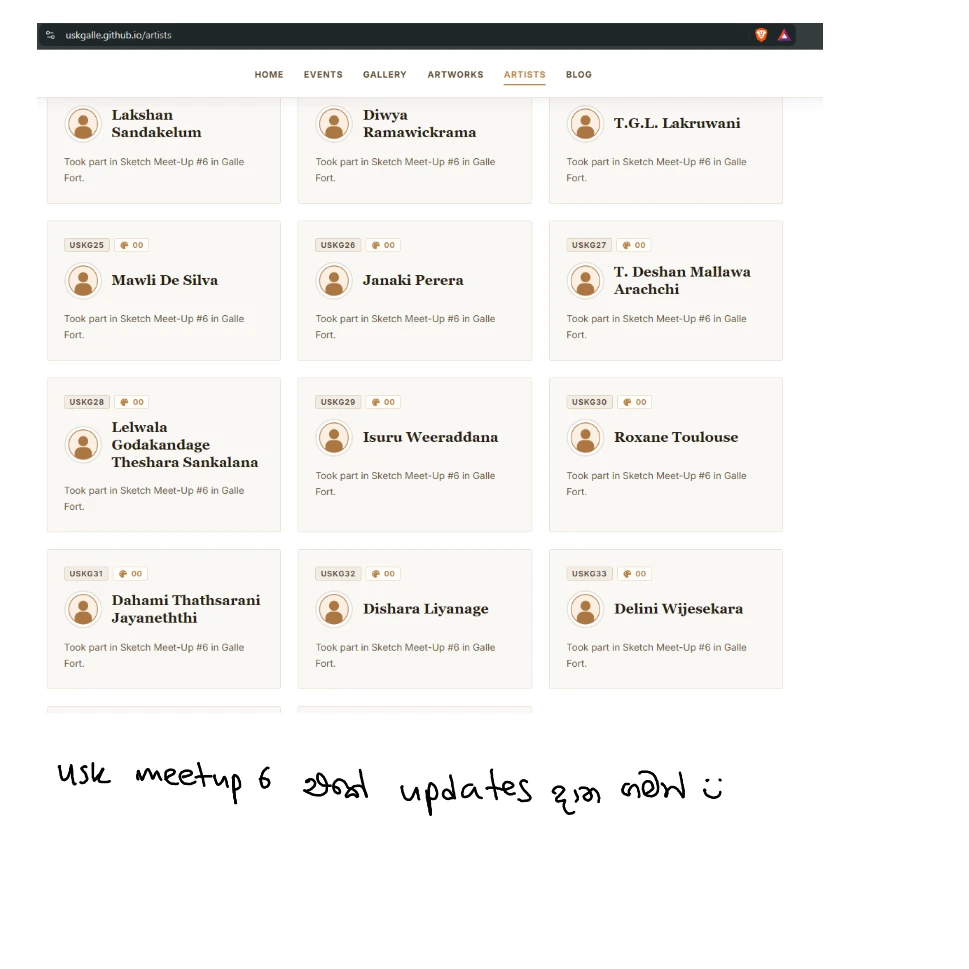 uskgalle.github.io/artists
HOME EVENTS GALLERY ARTWORKS ARTISTS BLOG
Lakshan Sandakelum
Took part in Sketch Meet-Up #6 in Galle Fort.
Diwya Ramawickrama
Took part in Sketch Meet-Up #6 in Galle Fort.
T.G.L. Lakruwani
Took part in Sketch Meet-Up #6 in Galle Fort.
USKG25 00
Mawli De Silva
Took part in Sketch Meet-Up #6 in Galle Fort.
USKG26 00
Janaki Perera
Took part in Sketch Meet-Up #6 in Galle Fort.
USKG27 00
T. Deshan Mallawa Arachchi
Took part in Sketch Meet-Up #6 in Galle Fort.
USKG28 00
Lelwala Godakandage Theshara Sankalana
Took part in Sketch Meet-Up #6 in Galle Fort.
USKG29 00
Isuru Weeraddana
Took part in Sketch Meet-Up #6 in Galle Fort.
USKG30 00
Roxane Toulouse
Took part in Sketch Meet-Up #6 in Galle Fort.
USKG31 00
Dahami Thathsarani Jayaneththi
Took part in Sketch Meet-Up #6 in Galle Fort.
USKG32 00
Dishara Liyanage
Took part in Sketch Meet-Up #6 in Galle Fort.
USKG33 00
Delini Wijesekara
Took part in Sketch Meet-Up #6 in Galle Fort.
usk meetup 6 එකේ updates දාන ගමන්